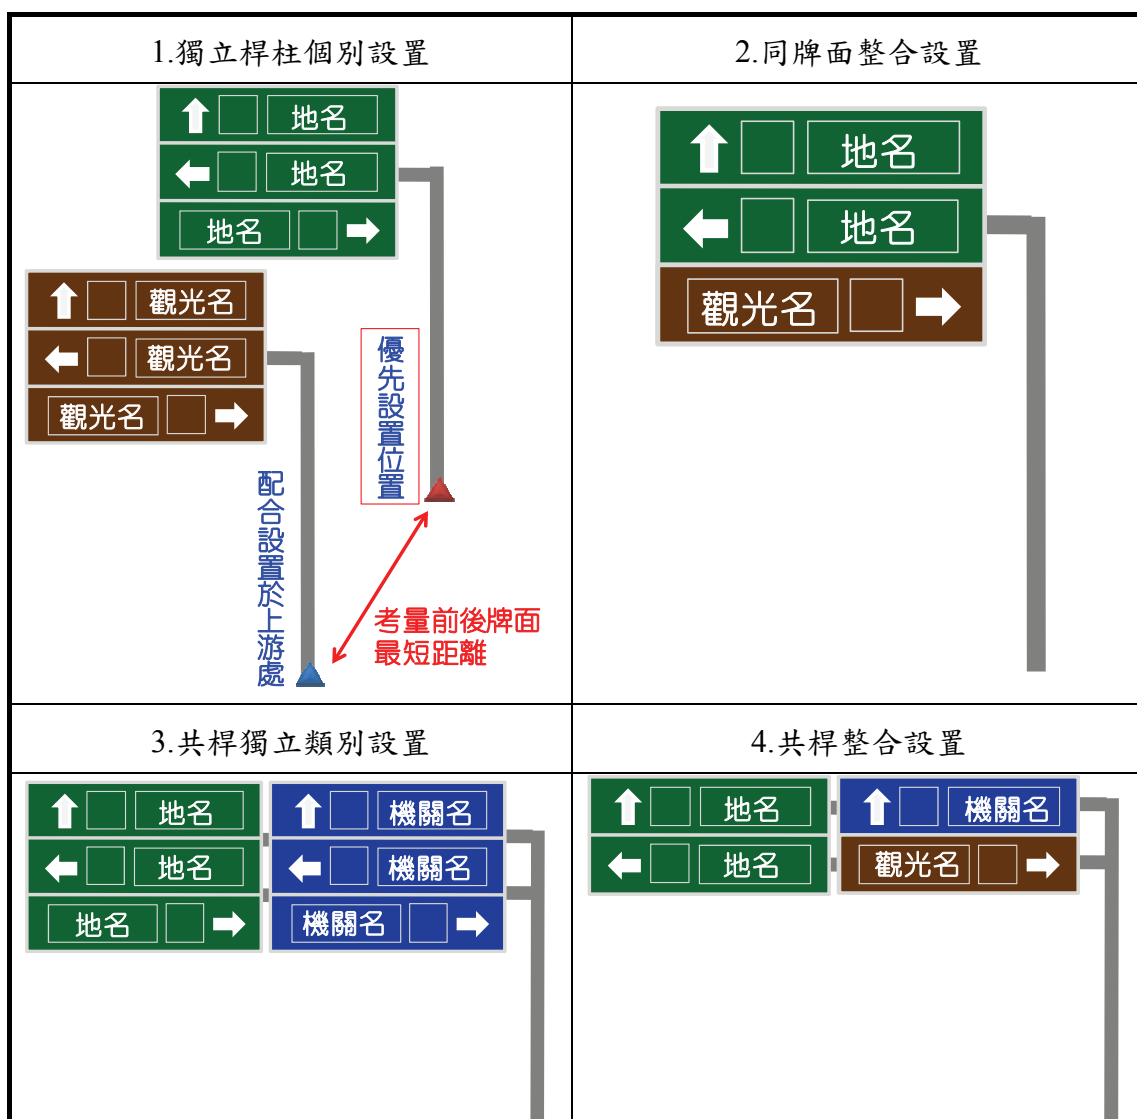 1.獨立桿柱個別設置
地名
地名
地名
觀光名
觀光名
觀光名
優先設置位置
配合設置於上游處
考量前後牌面
最短距離
2.同牌面整合設置
地名
地名
觀光名
3.共桿獨立類別設置
地名
地名
地名
機關名
機關名
機關名
4.共桿整合設置
地名
地名
機關名
觀光名